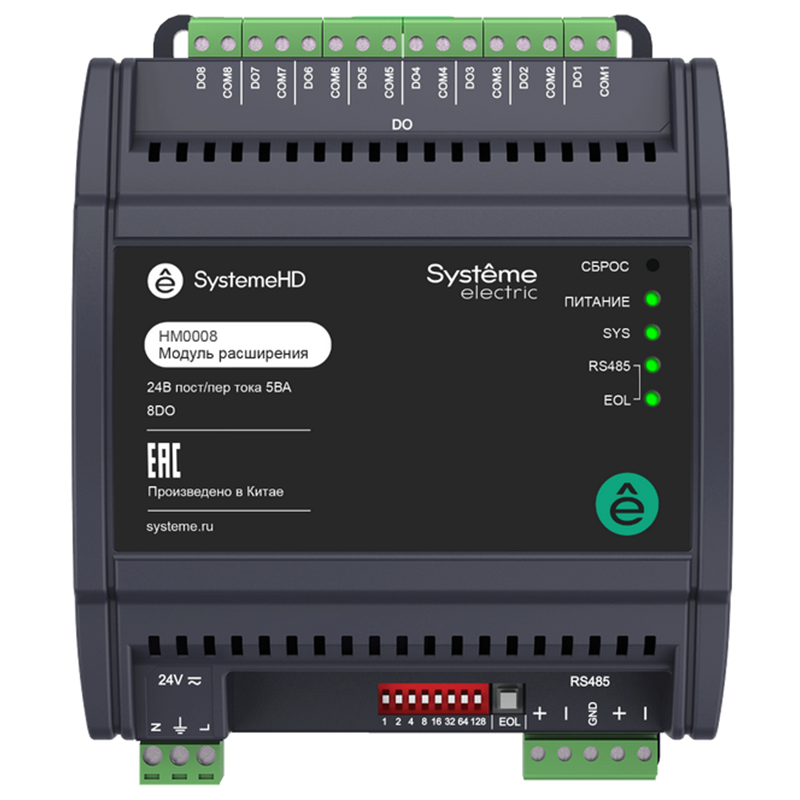 DO8 COM8 DO7 COM7 DO6 COM6 DO5 COM5 DO4 COM4 DO3 COM3 DO2 COM2 DO1 COM1
DO
ê SystemeHD
Système
electric
СБРОС
ПИТАНИЕ
SYS
RS485
EOL
HM0008
Модуль расширения
24В пост/пер тока 5ВА
8DO
EAC
Произведено в Китае
systeme.ru
ê
24V
N L
1 2 4 8 16 32 64 128 EOL
RS485
+ − GND + −